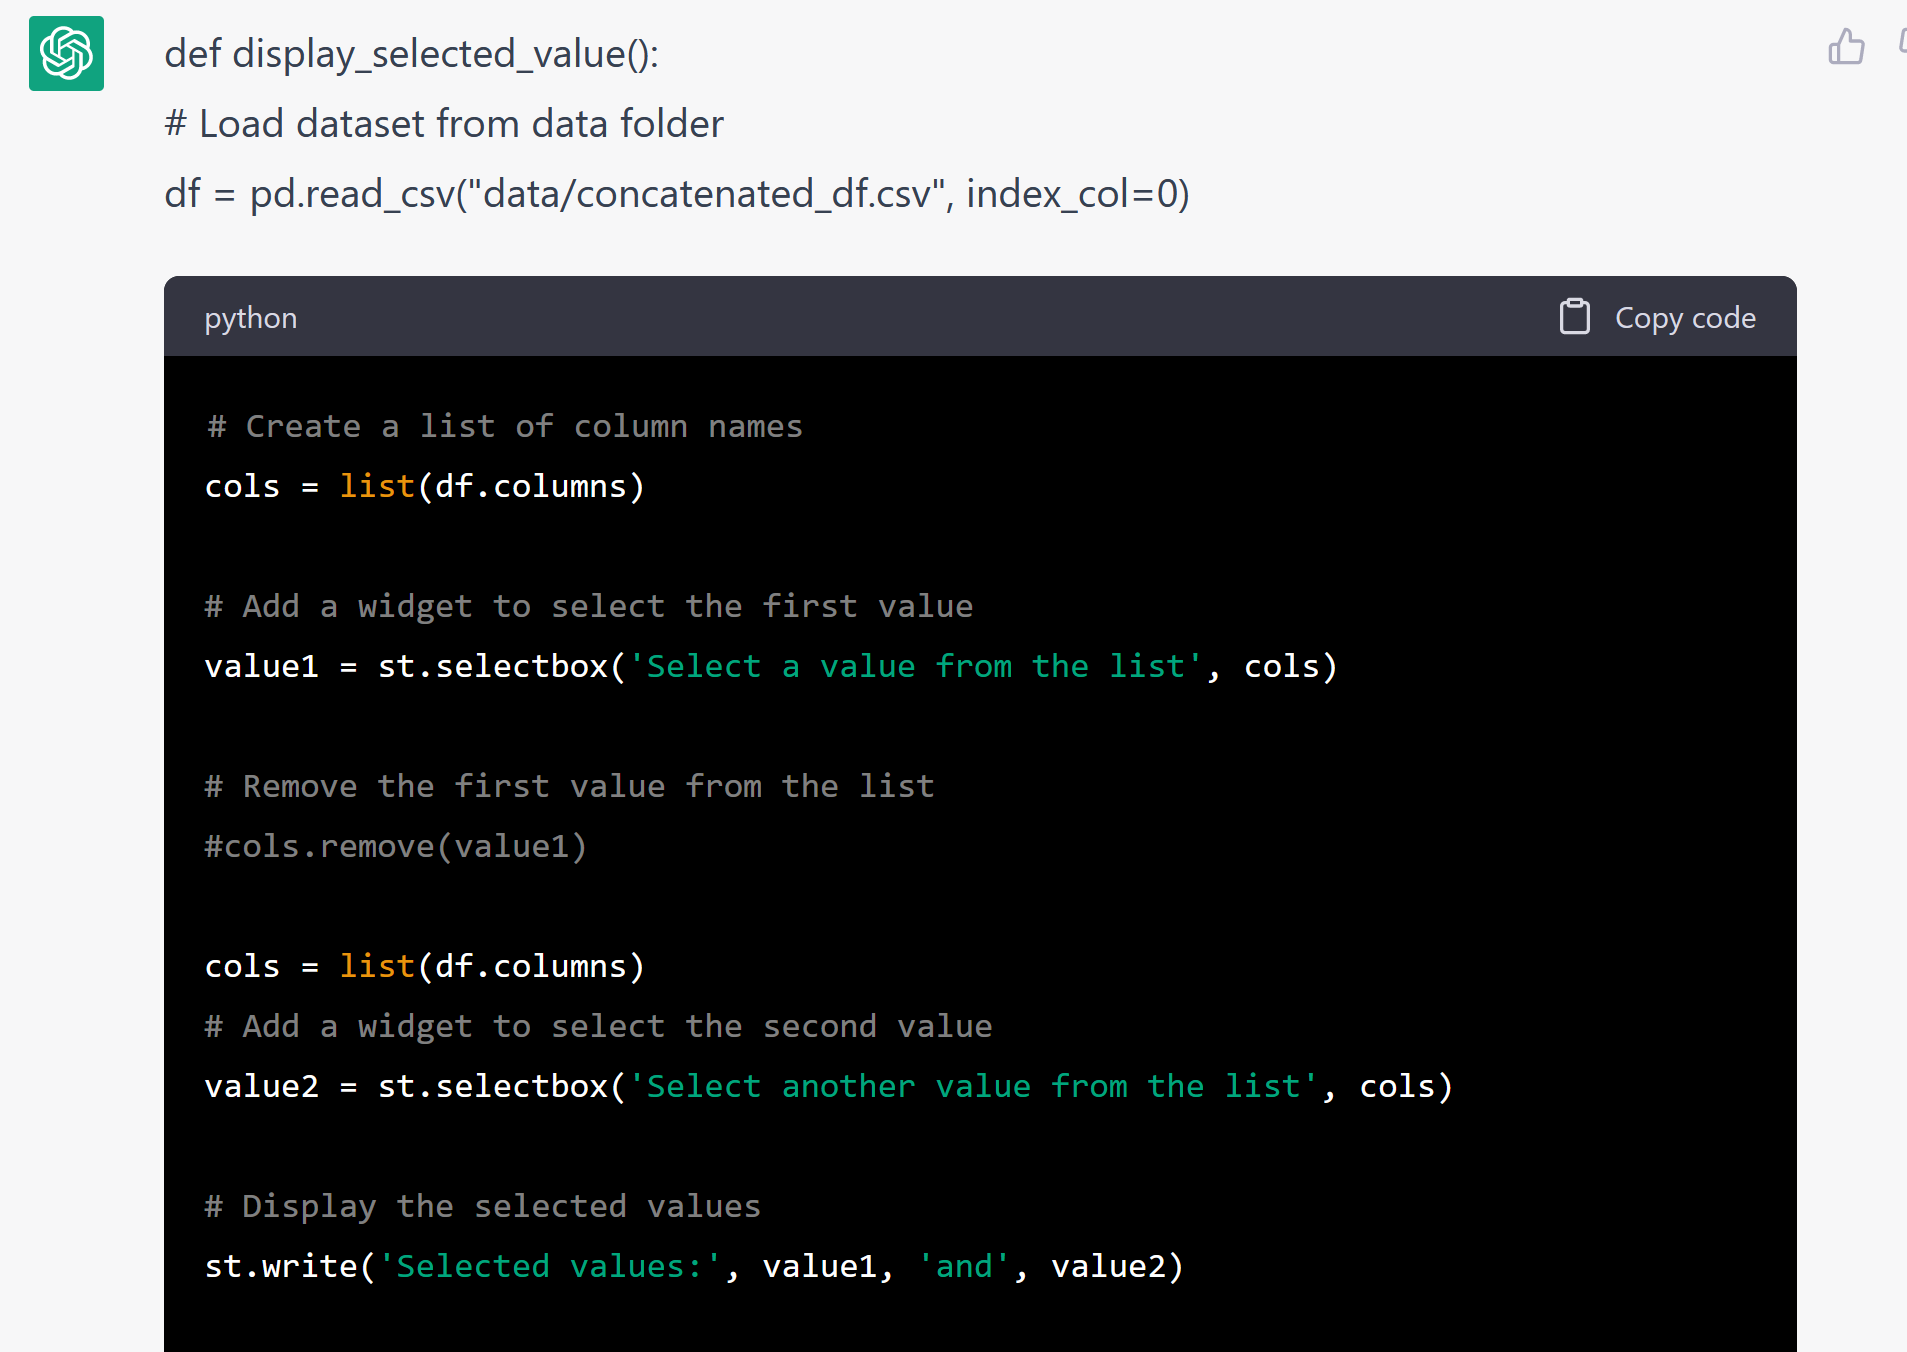 def display_selected_value():
# Load dataset from data folder
df = pd.read_csv("data/concatenated_df.csv", index_col=0)
python
Copy code
# Create a list of column names
cols = list(df.columns)
# Add a widget to select the first value
value1 = st.selectbox('Select a value from the list', cols)
# Remove the first value from the list
#cols.remove(value1)
cols = list(df.columns)
# Add a widget to select the second value
value2 = st.selectbox('Select another value from the list', cols)
# Display the selected values
st.write('Selected values:', value1, 'and', value2)